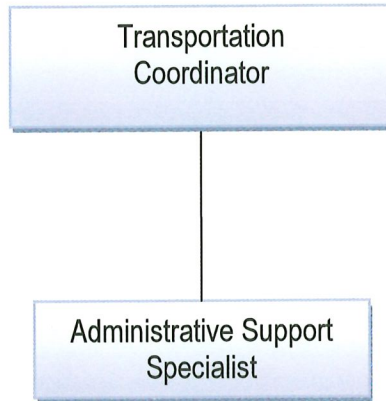 Transportation
Coordinator
Administrative Support
Specialist